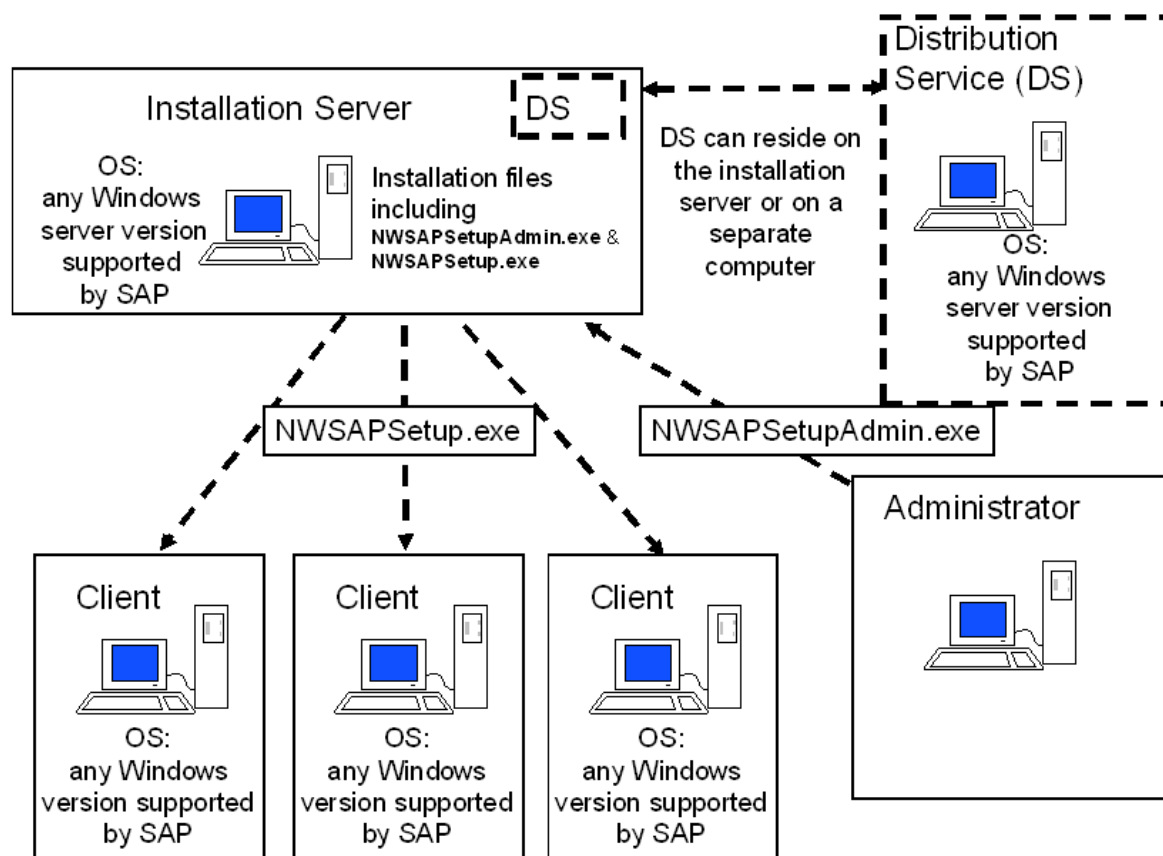 Installation Server
DS
OS:
any Windows
server version
supported
by SAP
Installation files
including
NWSAPSetupAdmin.exe &
NWSAPSetup.exe
DS can reside on
the installation
server or on a
separate
computer
Distribution
Service (DS)
OS:
any Windows
server version
supported
by SAP
NWSAPSetup.exe
NWSAPSetupAdmin.exe
Administrator
Client
OS:
any Windows
version supported
by SAP
Client
OS:
any Windows
version supported
by SAP
Client
OS:
any Windows
version supported
by SAP